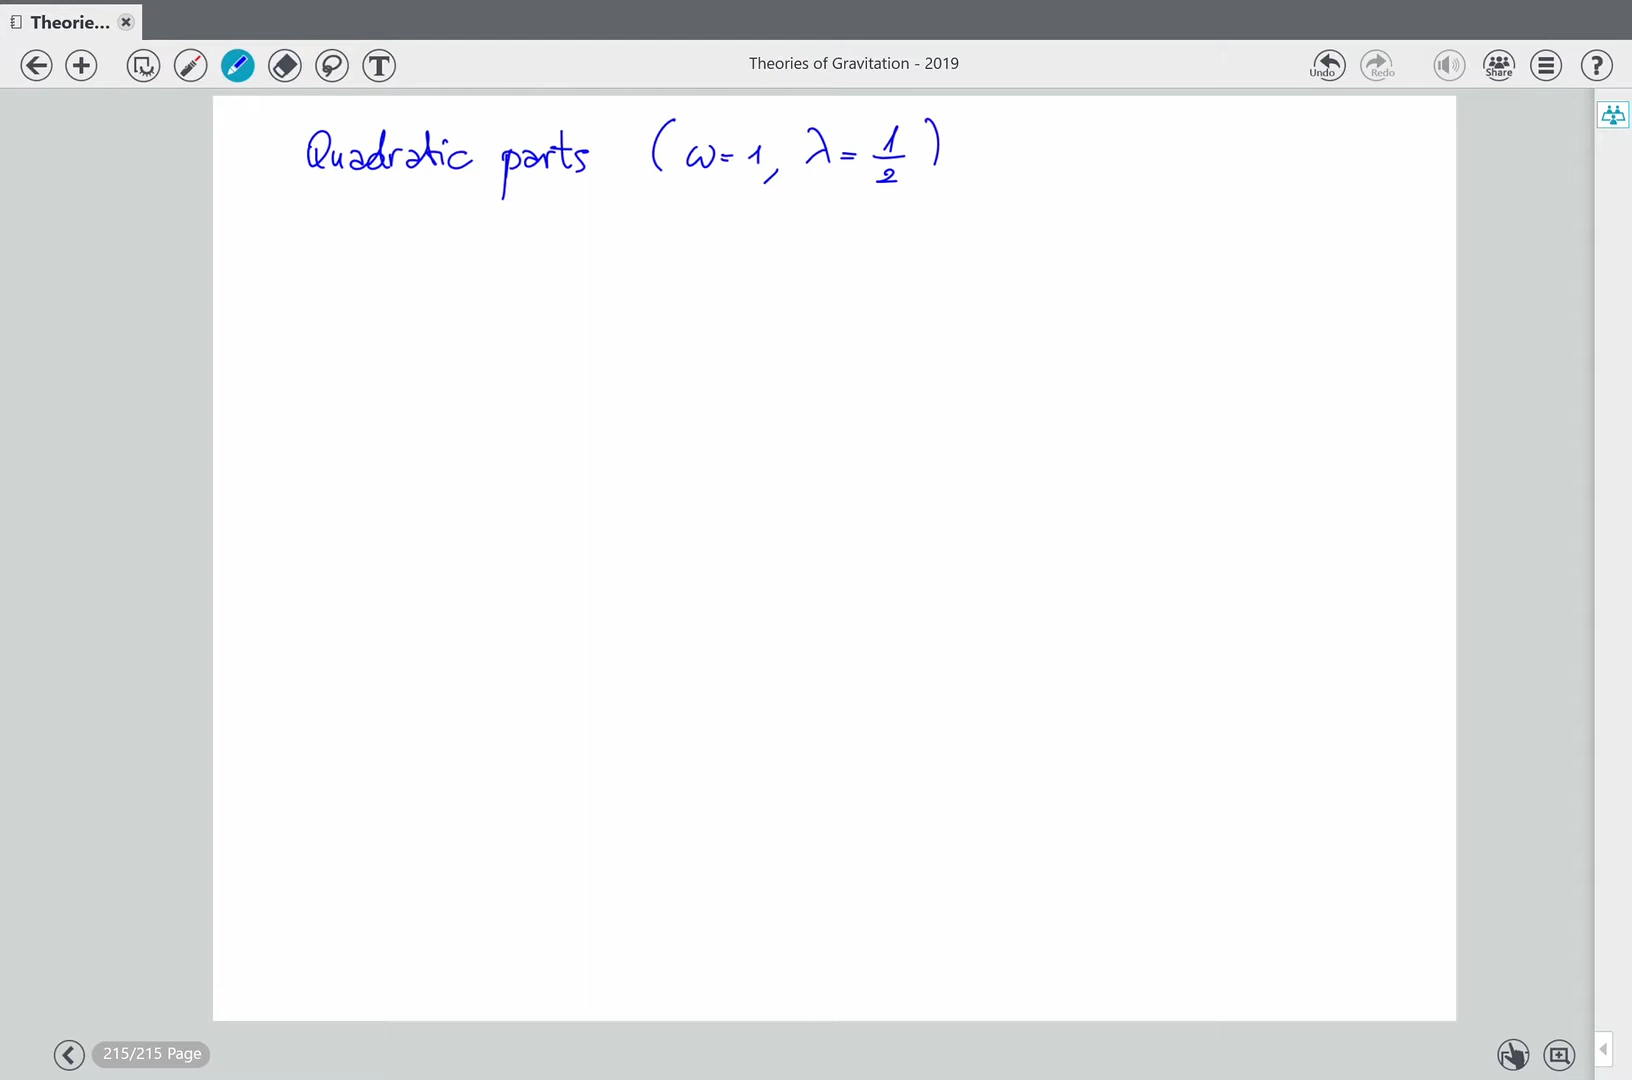 Theorie...
Theories of Gravitation - 2019
Undo
Redo
Share
T
?
Quadratic parts (ω=1, λ=1/2)
215/215 Page